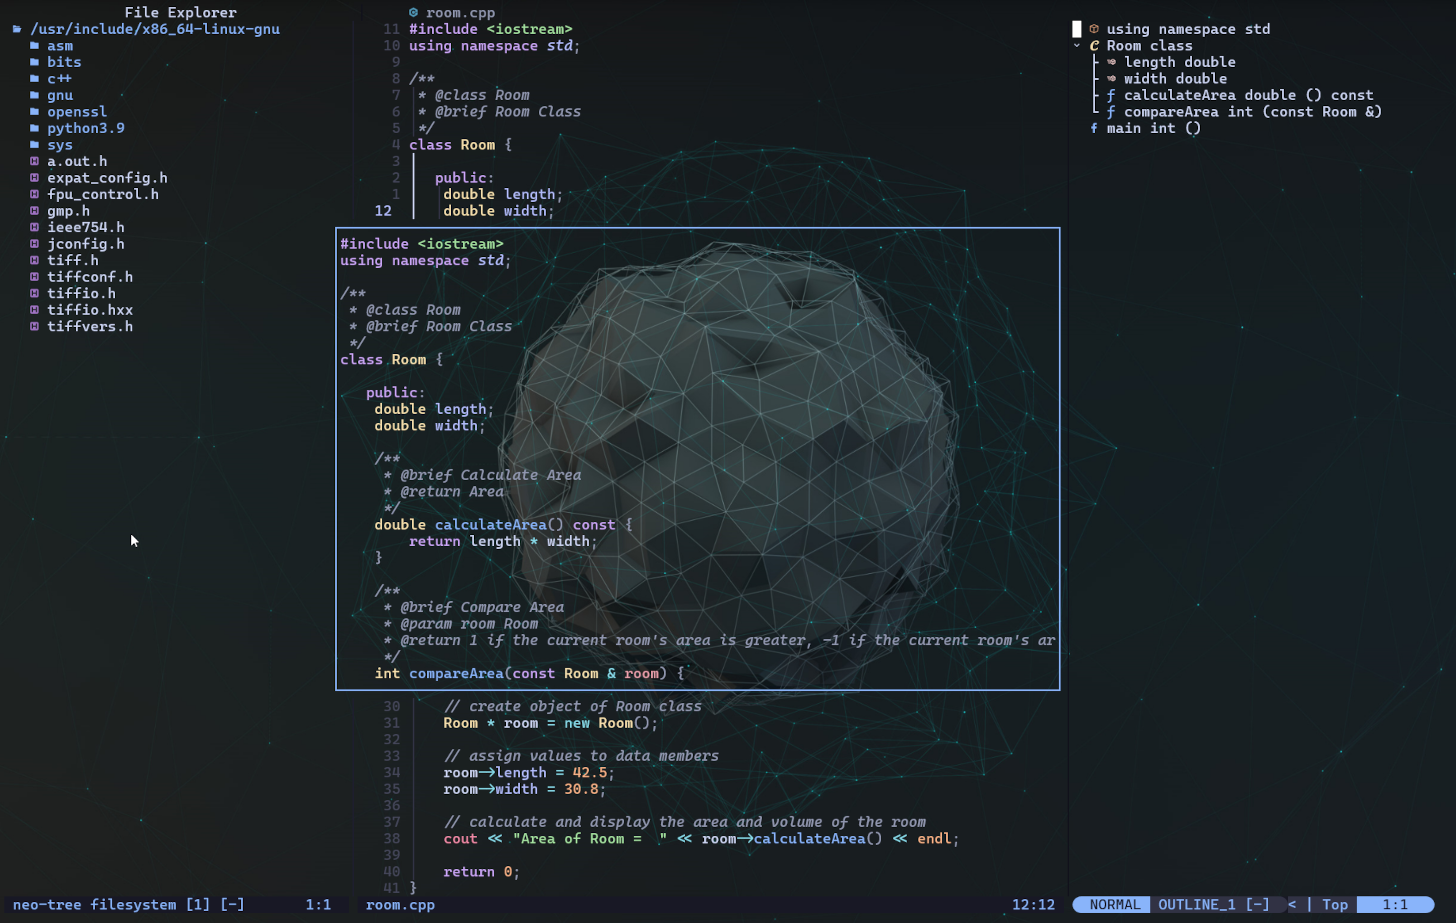 File Explorer
/usr/include/x86_64-linux-gnu
asm
bits
c++
gnu
openssl
python3.9
sys
a.out.h
expat_config.h
fpu_control.h
gmp.h
ieee754.h
jconfig.h
tiff.h
tiffconf.h
tiffio.h
tiffio.hxx
tiffvers.h
neo-tree filesystem [1] [-] 1:1
room.cpp
11 #include <iostream>
10 using namespace std;
9
8 /**
7 * @class Room
6 * @brief Room Class
5 */
4 class Room {
3
2 public:
1 double length;
12 double width;
#include <iostream>
using namespace std;
/**
* @class Room
* @brief Room Class
*/
class Room {
public:
double length;
double width;
/**
* @brief Calculate Area
* @return Area
*/
double calculateArea() const {
return length * width;
}
/**
* @brief Compare Area
* @param room Room
* @return 1 if the current room's area is greater, -1 if the current room's ar
*/
int compareArea(const Room & room) {
30 // create object of Room class
31 Room * room = new Room();
32
33 // assign values to data members
34 room->length = 42.5;
35 room->width = 30.8;
36
37 // calculate and display the area and volume of the room
38 cout << "Area of Room =  " << room->calculateArea() << endl;
39
40 return 0;
41 }
room.cpp 12:12
using namespace std
Room class
length double
width double
calculateArea double () const
compareArea int (const Room &)
main int ()
NORMAL OUTLINE_1 [-] < | Top 1:1